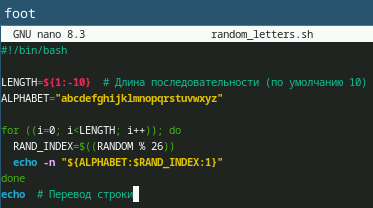 foot
GNU nano 8.3 random_letters.sh
#!/bin/bash
LENGTH=${1:-10} # Длина последовательности (по умолчанию 10)
ALPHABET="abcdefghijklmnopqrstuvwxyz"
for ((i=0; i<LENGTH; i++)); do
RAND_INDEX=$((RANDOM % 26))
echo -n "${ALPHABET:$RAND_INDEX:1}"
done
echo # Перевод строки